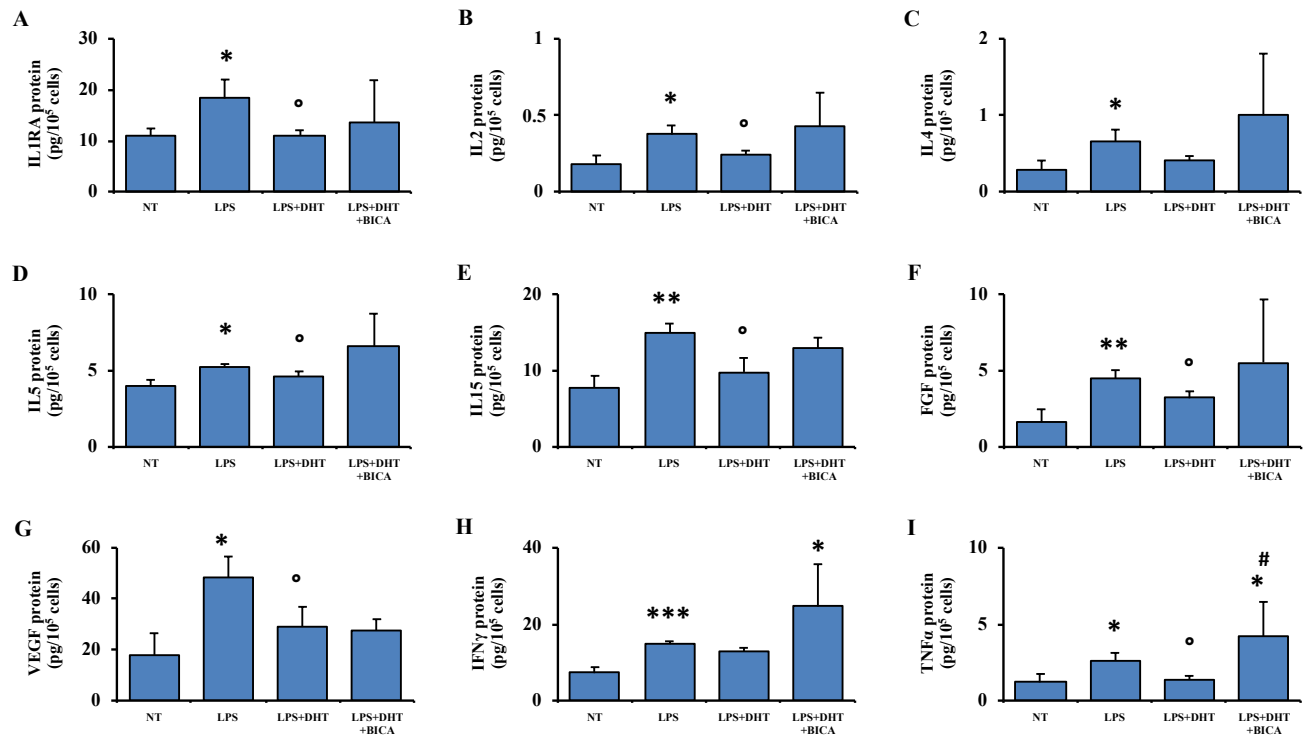 A
IL1RA protein
(pg/10⁵ cells)
30
20
10
0
*
°
NT
LPS
LPS+DHT
LPS+DHT
+BICA
B
IL2 protein
(pg/10⁵ cells)
1
0.5
0
*
°
NT
LPS
LPS+DHT
LPS+DHT
+BICA
C
IL4 protein
(pg/10⁵ cells)
2
1
0
*
NT
LPS
LPS+DHT
LPS+DHT
+BICA
D
IL5 protein
(pg/10⁵ cells)
10
5
0
*
°
NT
LPS
LPS+DHT
LPS+DHT
+BICA
E
IL15 protein
(pg/10⁵ cells)
20
10
0
**
°
NT
LPS
LPS+DHT
LPS+DHT
+BICA
F
FGF protein
(pg/10⁵ cells)
10
5
0
**
°
NT
LPS
LPS+DHT
LPS+DHT
+BICA
G
VEGF protein
(pg/10⁵ cells)
60
40
20
0
*
°
NT
LPS
LPS+DHT
LPS+DHT
+BICA
H
IFNγ protein
(pg/10⁵ cells)
40
20
0
***
*
NT
LPS
LPS+DHT
LPS+DHT
+BICA
I
TNFα protein
(pg/10⁵ cells)
10
5
0
*
°
#
*
NT
LPS
LPS+DHT
LPS+DHT
+BICA